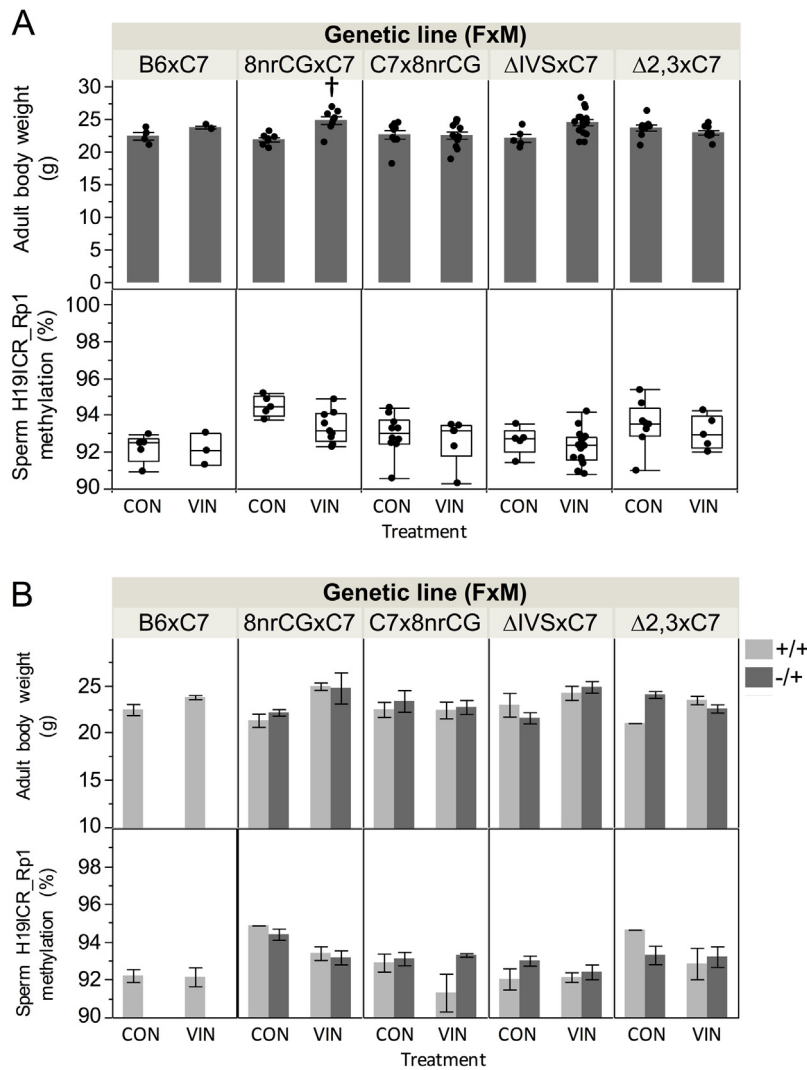 A
Genetic line (FxM)
B6xC7 8nrCGxC7 C7x8nrCG ΔIVSxC7 Δ2,3xC7
†
Adult body weight
(g)
30
25
20
15
10
5
0
Sperm H19ICR_Rp1
methylation (%)
100
98
96
94
92
90
CON VIN CON VIN CON VIN CON VIN CON VIN
Treatment
B
Genetic line (FxM)
B6xC7 8nrCGxC7 C7x8nrCG ΔIVSxC7 Δ2,3xC7
+/+
-/+
Adult body weight
(g)
25
20
15
10
Sperm H19ICR_Rp1
methylation (%)
98
96
94
92
90
CON VIN CON VIN CON VIN CON VIN CON VIN
Treatment